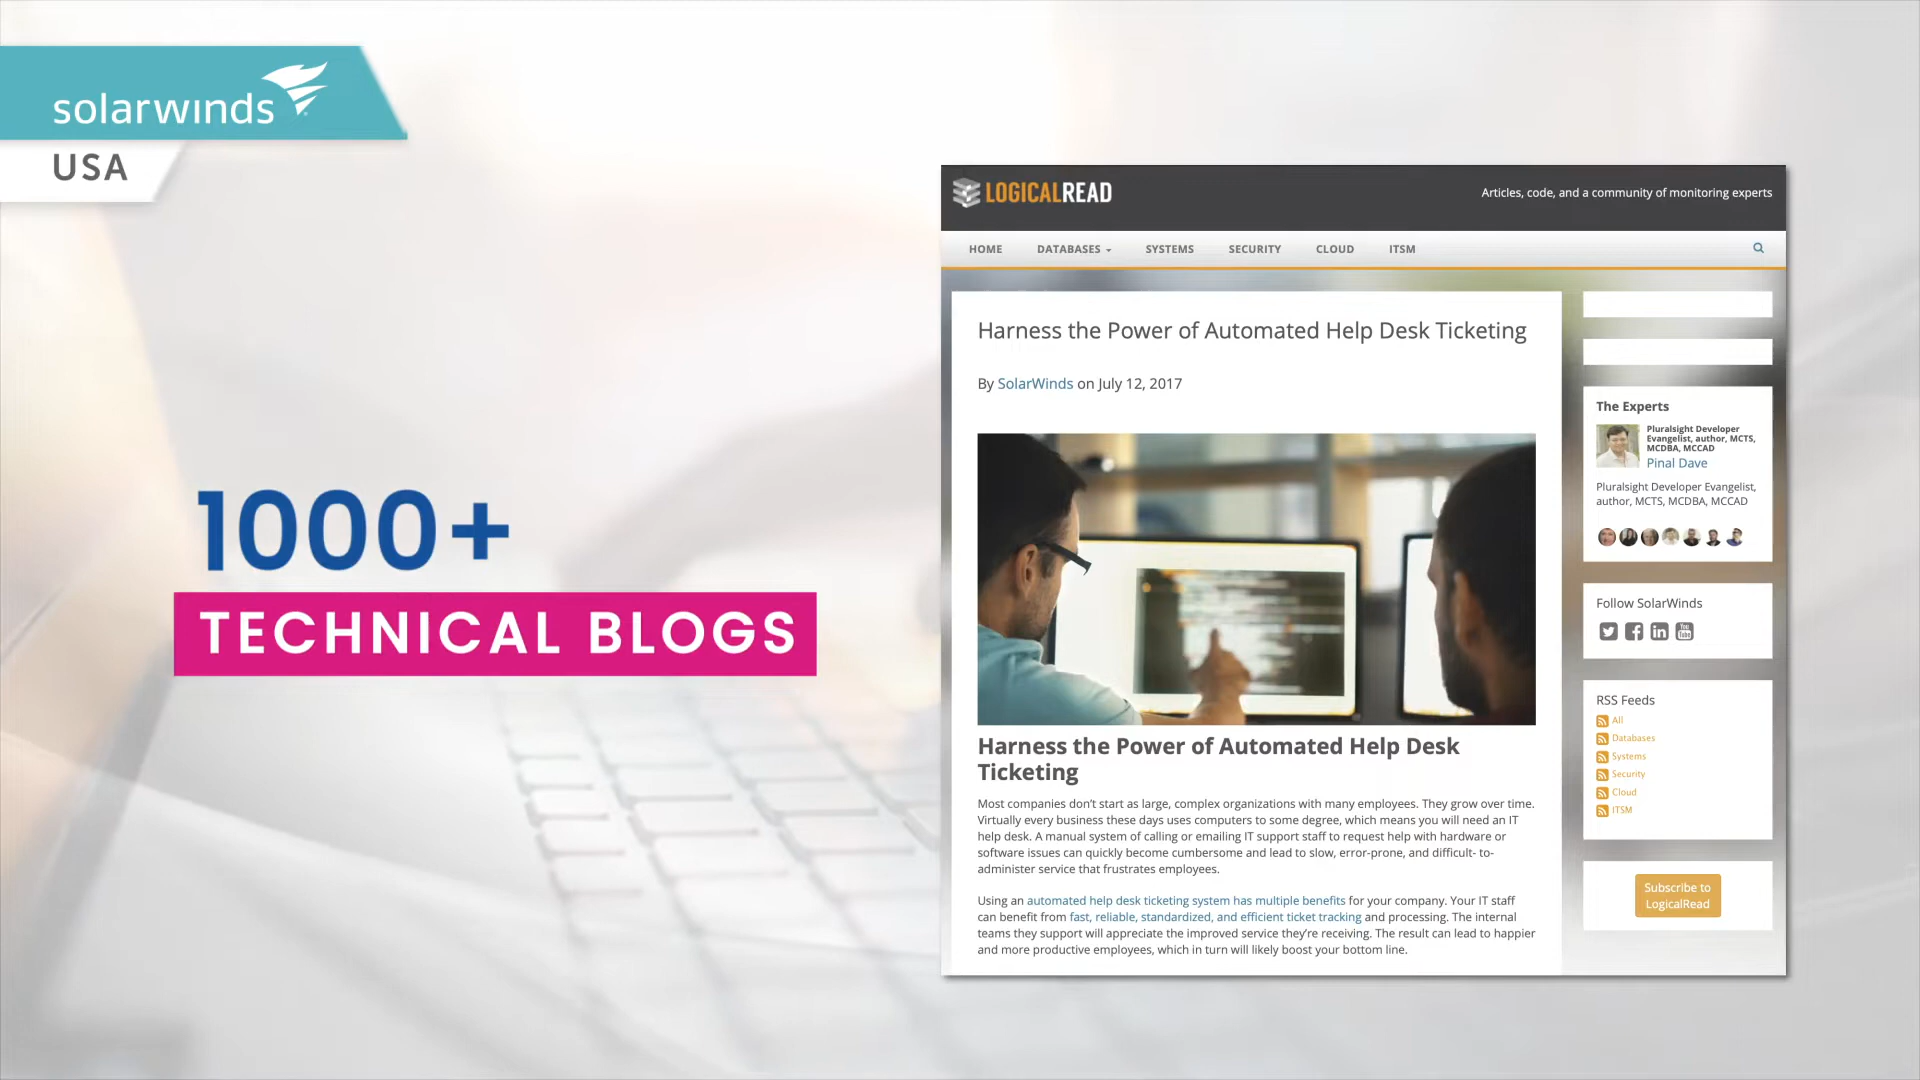 solarwinds
USA
1000+
TECHNICAL BLOGS
LOGICALREAD
Articles, code, and a community of monitoring experts
HOME DATABASES SYSTEMS SECURITY CLOUD ITSM
Harness the Power of Automated Help Desk Ticketing
By SolarWinds on July 12, 2017
Harness the Power of Automated Help Desk
Ticketing
Most companies don't start as large, complex organizations with many employees. They grow over time.
Virtually every business these days uses computers to some degree, which means you will need an IT
help desk. A manual system of calling or emailing IT support staff to request help with hardware or
software issues can quickly become cumbersome and lead to slow, error-prone, and difficult- to-
administer service that frustrates employees.
Using an automated help desk ticketing system has multiple benefits for your company. Your IT staff
can benefit from fast, reliable, standardized, and efficient ticket tracking and processing. The internal
teams they support will appreciate the improved service they're receiving. The result can lead to happier
and more productive employees, which in turn will likely boost your bottom line.
The Experts
Pluralsight Developer
Evangelist, author, MCTS,
MCDBA, MCCAD
Pinal Dave
Pluralsight Developer Evangelist,
author, MCTS, MCDBA, MCCAD
Follow SolarWinds
You
Tube
RSS Feeds
All
Databases
Systems
Security
Cloud
ITSM
Subscribe to
LogicalRead